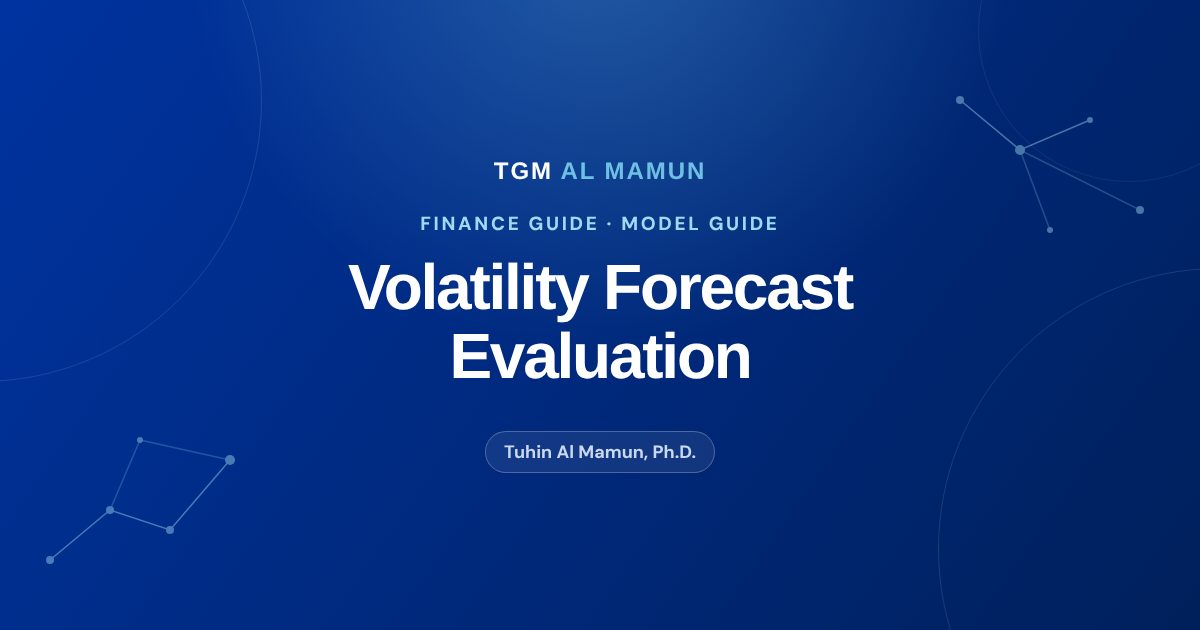 TGM AL MAMUN
FINANCE GUIDE · MODEL GUIDE
Volatility Forecast
Evaluation
Tuhin Al Mamun, Ph.D.